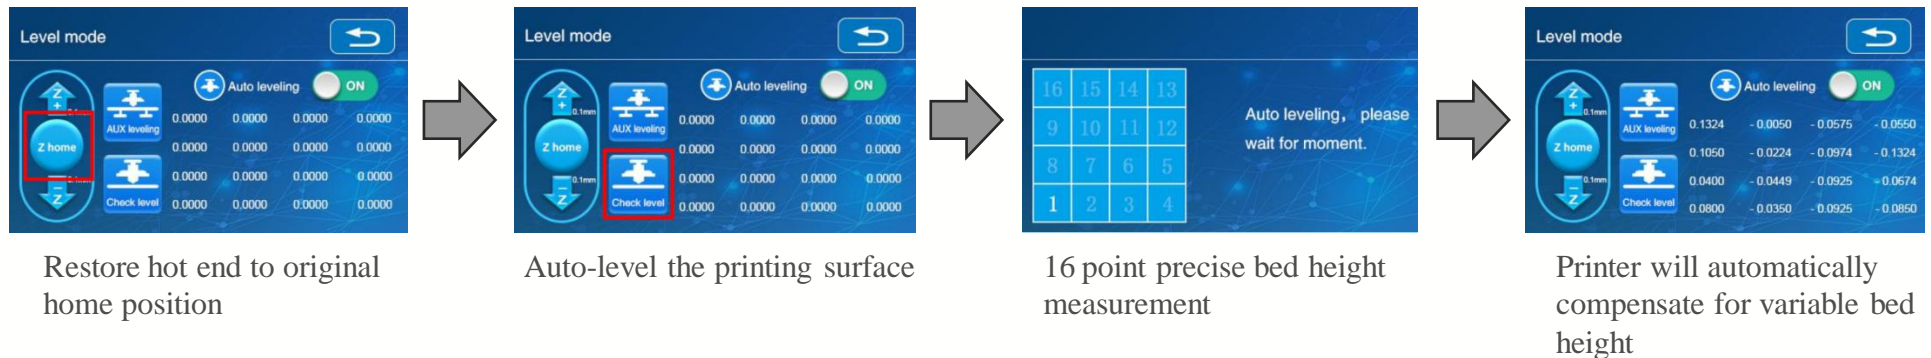 Level mode
Auto leveling ON
Z
+
0.1mm
Z home
0.1mm
−
Z
AUX leveling
Check level
0.0000 0.0000 0.0000 0.0000
0.0000 0.0000 0.0000 0.0000
0.0000 0.0000 0.0000 0.0000
0.0000 0.0000 0.0000 0.0000
Restore hot end to original
home position
Level mode
Auto leveling ON
Z
+
0.1mm
Z home
0.1mm
−
Z
AUX leveling
Check level
0.0000 0.0000 0.0000 0.0000
0.0000 0.0000 0.0000 0.0000
0.0000 0.0000 0.0000 0.0000
0.0000 0.0000 0.0000 0.0000
Auto-level the printing surface
16 15 14 13
9 10 11 12
8 7 6 5
1 2 3 4
Auto leveling, please
wait for moment.
16 point precise bed height
measurement
Level mode
Auto leveling ON
Z
+
0.1mm
Z home
0.1mm
−
Z
AUX leveling
Check level
0.1324 - 0.0050 - 0.0575 - 0.0550
0.1050 - 0.0224 - 0.0974 - 0.1324
0.0400 - 0.0449 - 0.0925 - 0.0674
0.0800 - 0.0350 - 0.0925 - 0.0850
Printer will automatically
compensate for variable bed
height